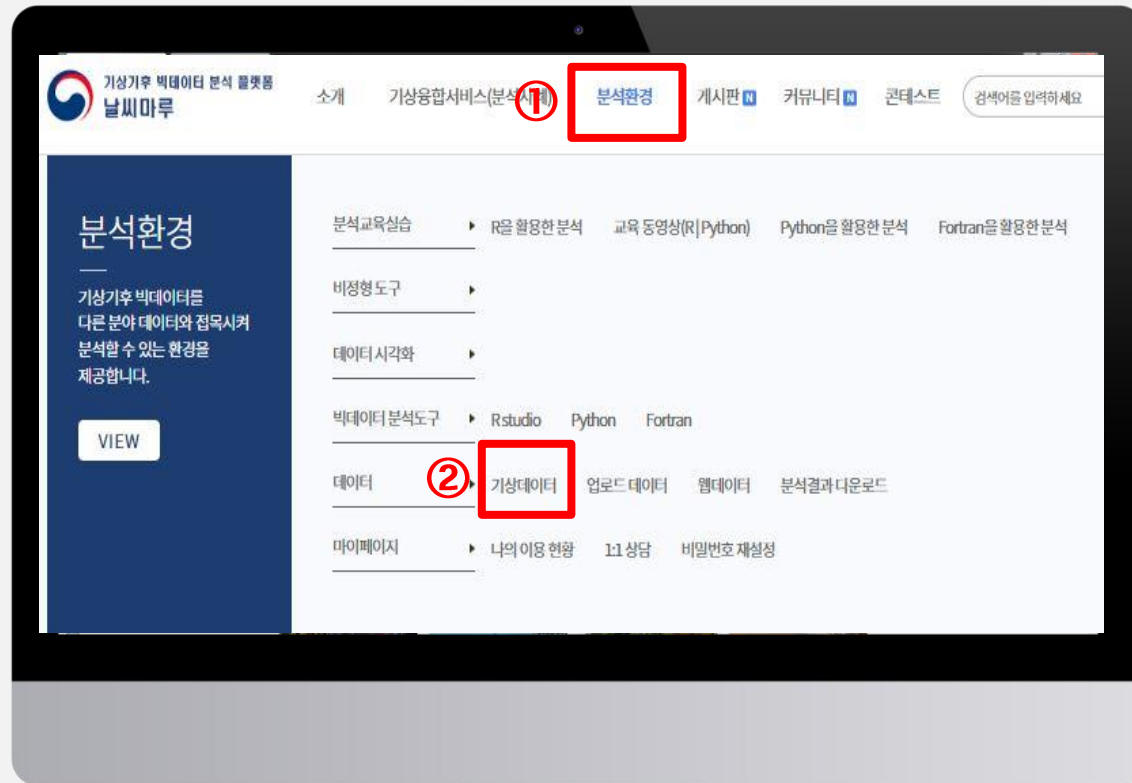 기상기후 빅데이터 분석 플랫폼
날씨마루
소개 기상융합서비스(분석사례) ① 분석환경 게시판 N 커뮤니티 N 콘테스트 검색어를 입력하세요
분석환경
기상기후 빅데이터를
다른 분야 데이터와 접목시켜
분석할 수 있는 환경을
제공합니다.
VIEW
분석교육실습 R을 활용한 분석 교육 동영상(R|Python) Python을 활용한 분석 Fortran을 활용한 분석
비정형 도구
데이터 시각화
빅데이터 분석도구 Rstudio Python Fortran
데이터 ② 기상데이터 업로드 데이터 웹데이터 분석결과 다운로드
마이페이지 나의 이용 현황 1:1 상담 비밀번호 재설정